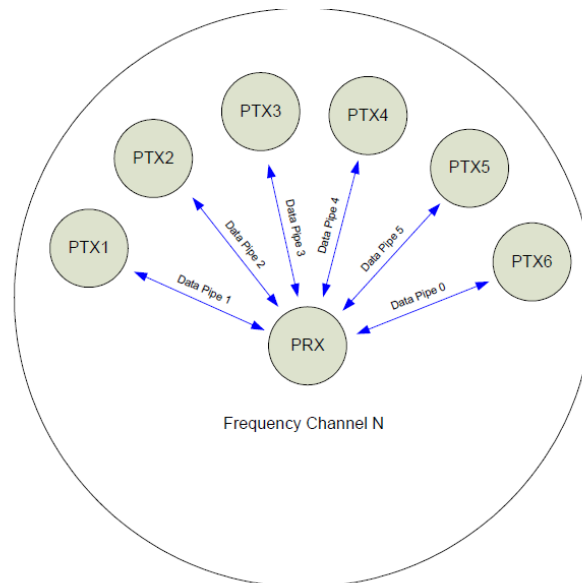 PTX3
PTX4
PTX2
PTX5
PTX1
PTX6
Data Pipe 1
Data Pipe 2
Data Pipe 3
Data Pipe 4
Data Pipe 5
Data Pipe 0
PRX
Frequency Channel N